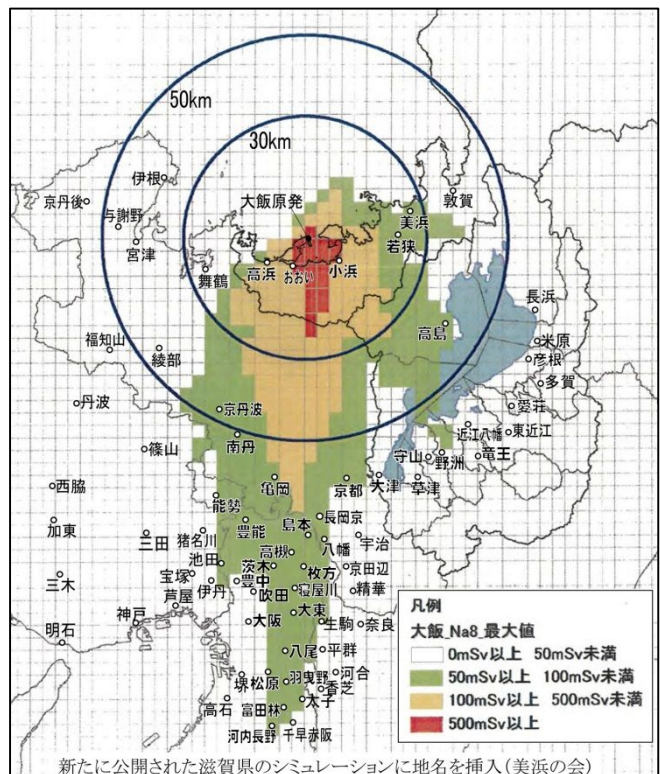 50km
30km
伊根
京丹後
与謝野
宮津
大飯原発
敦賀
美浜
若狭
高浜
おおい
小浜
舞鶴
高島
長浜
福知山
綾部
米原
彦根
多賀
丹波
京丹波
愛荘
南丹
近江八幡
東近江
篠山
守山
野洲
竜王
西脇
亀岡
京都
大津
草津
能勢
加東
豊能
長岡京
島本
三田
猪名川
八幡
宇治
高槻
池田
茨木
枚方
京田辺
三木
宝塚
豊中
精華
伊丹
吹田
寝屋川
芦屋
神戸
大東
大阪
生駒
奈良
明石
八尾
平群
堺
松原
羽曳野
河合
香芝
高石
太子
富田林
河内長野
千早赤阪
凡例
大飯_Na8_最大値
0mSv以上 50mSv未満
50mSv以上 100mSv未満
100mSv以上 500mSv未満
500mSv以上
新たに公開された滋賀県のシミュレーションに地名を挿入(美浜の会)